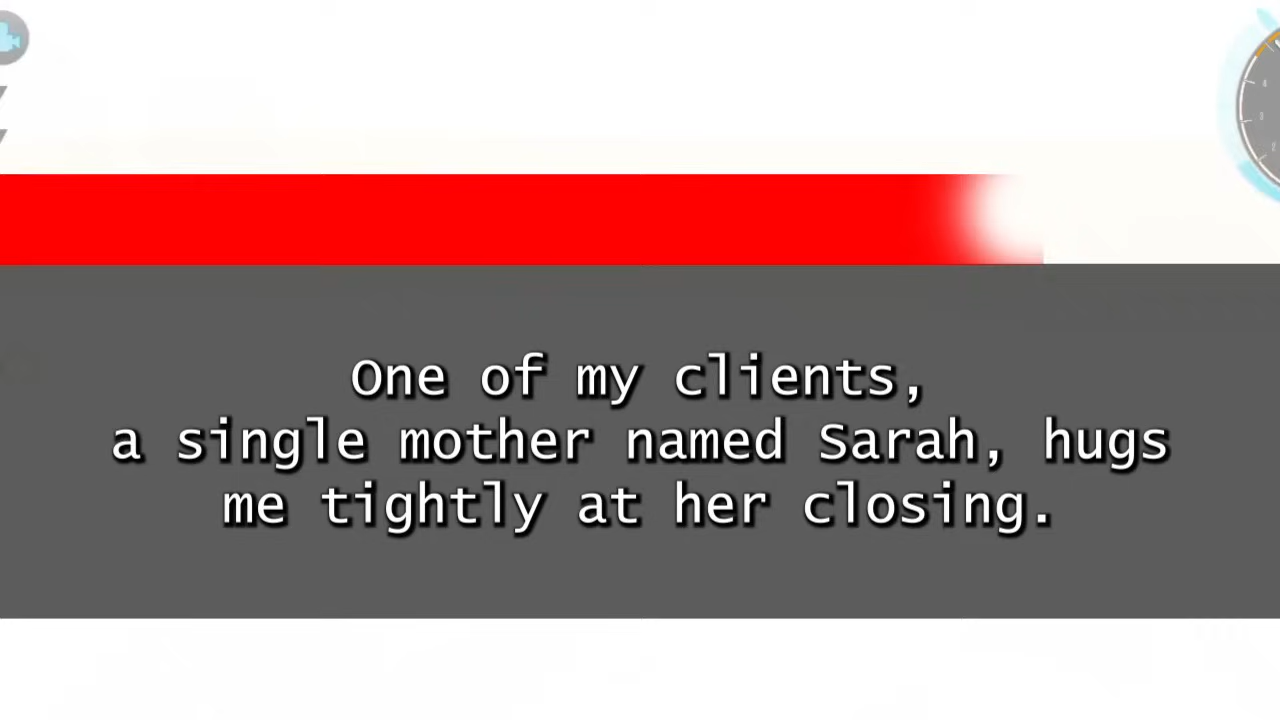 One of my clients,
a single mother named Sarah, hugs
me tightly at her closing.